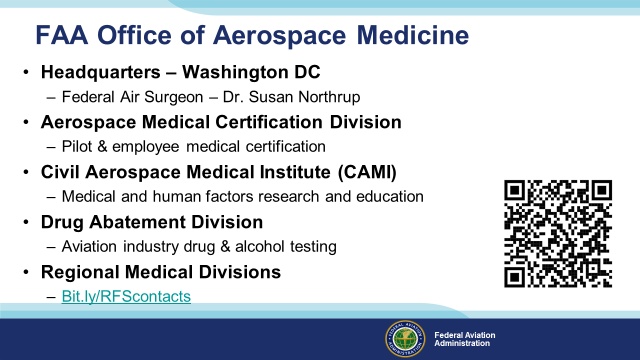 FAA Office of Aerospace Medicine
• Headquarters – Washington DC
– Federal Air Surgeon – Dr. Susan Northrup
• Aerospace Medical Certification Division
– Pilot & employee medical certification
• Civil Aerospace Medical Institute (CAMI)
– Medical and human factors research and education
• Drug Abatement Division
– Aviation industry drug & alcohol testing
• Regional Medical Divisions
– Bit.ly/RFScontacts
Federal Aviation
Administration